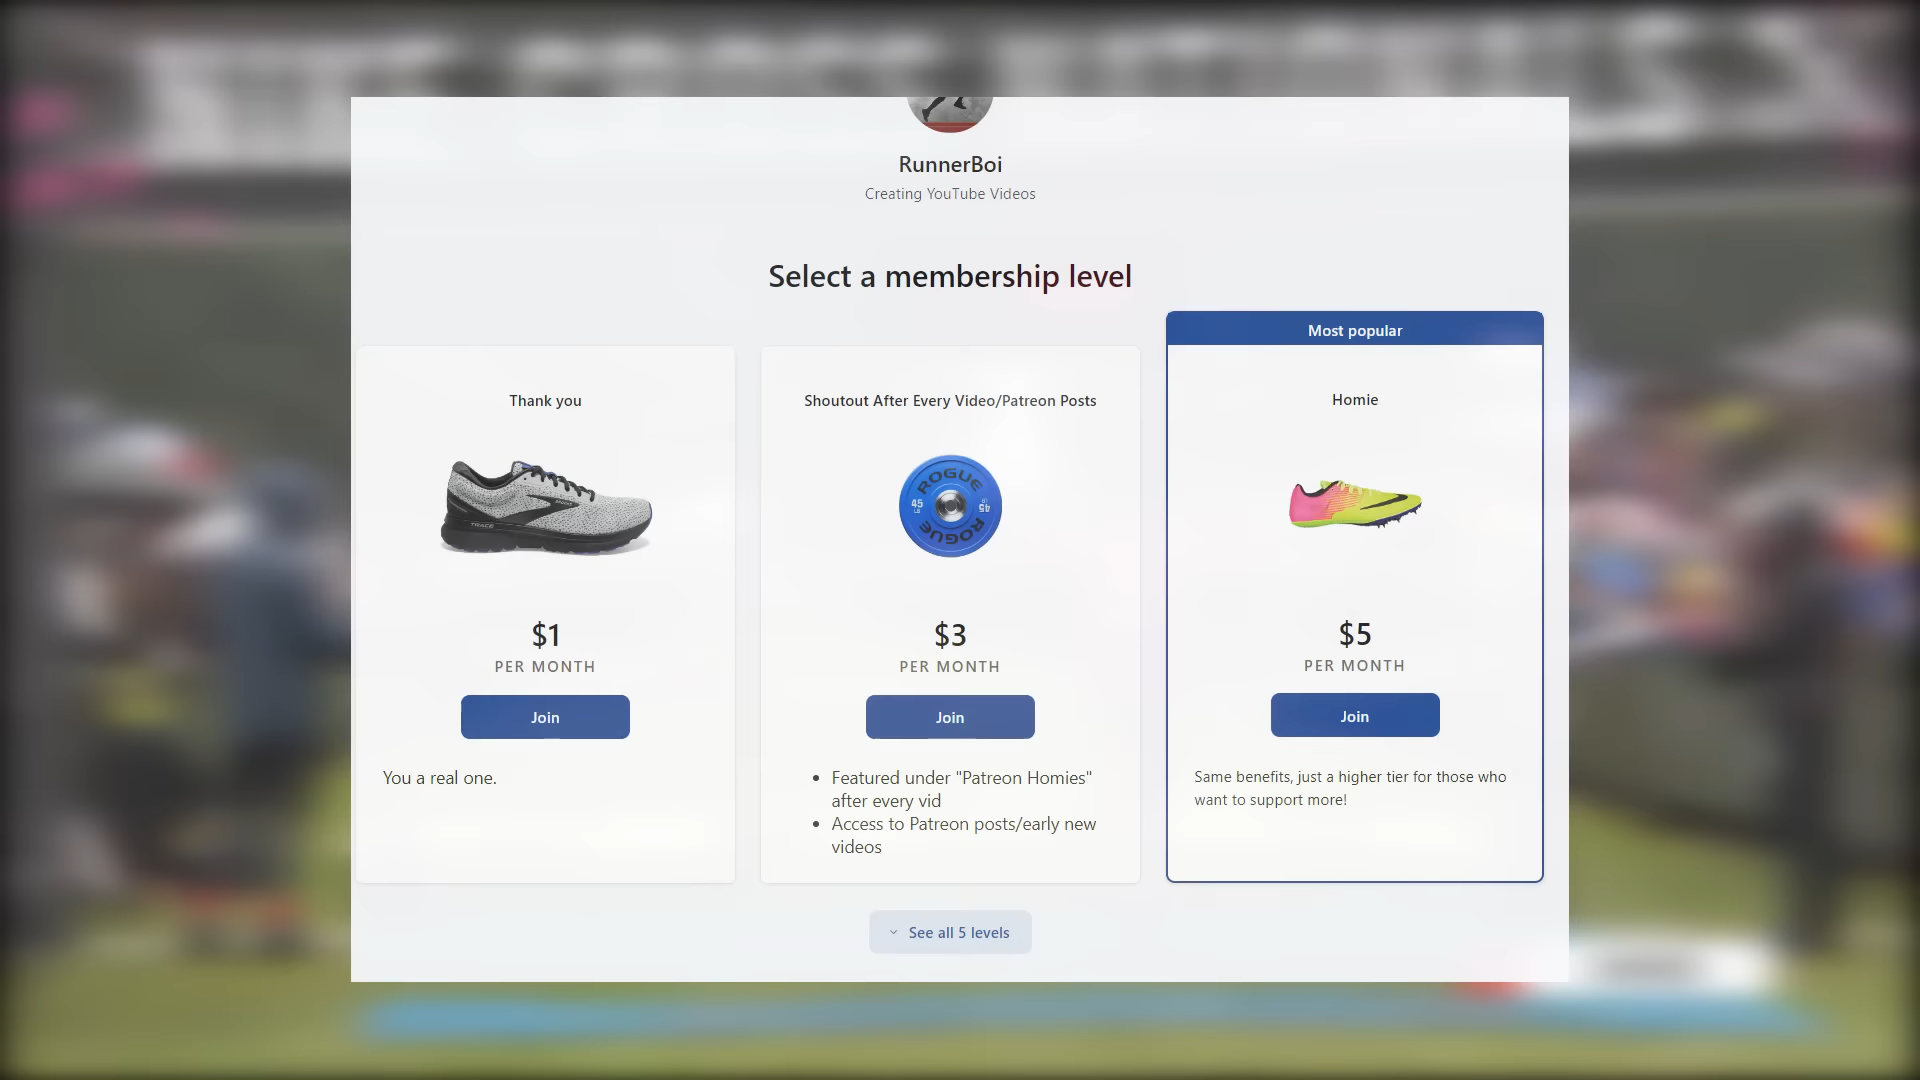 RunnerBoi
Creating YouTube Videos
Select a membership level
Most popular
Thank you
Shoutout After Every Video/Patreon Posts
Homie
TRACE
ROGUE
45
LB
45
LB
ROGUE
$1
PER MONTH
Join
You a real one.
$3
PER MONTH
Join
Featured under "Patreon Homies"
after every vid
Access to Patreon posts/early new
videos
$5
PER MONTH
Join
Same benefits, just a higher tier for those who
want to support more!
See all 5 levels